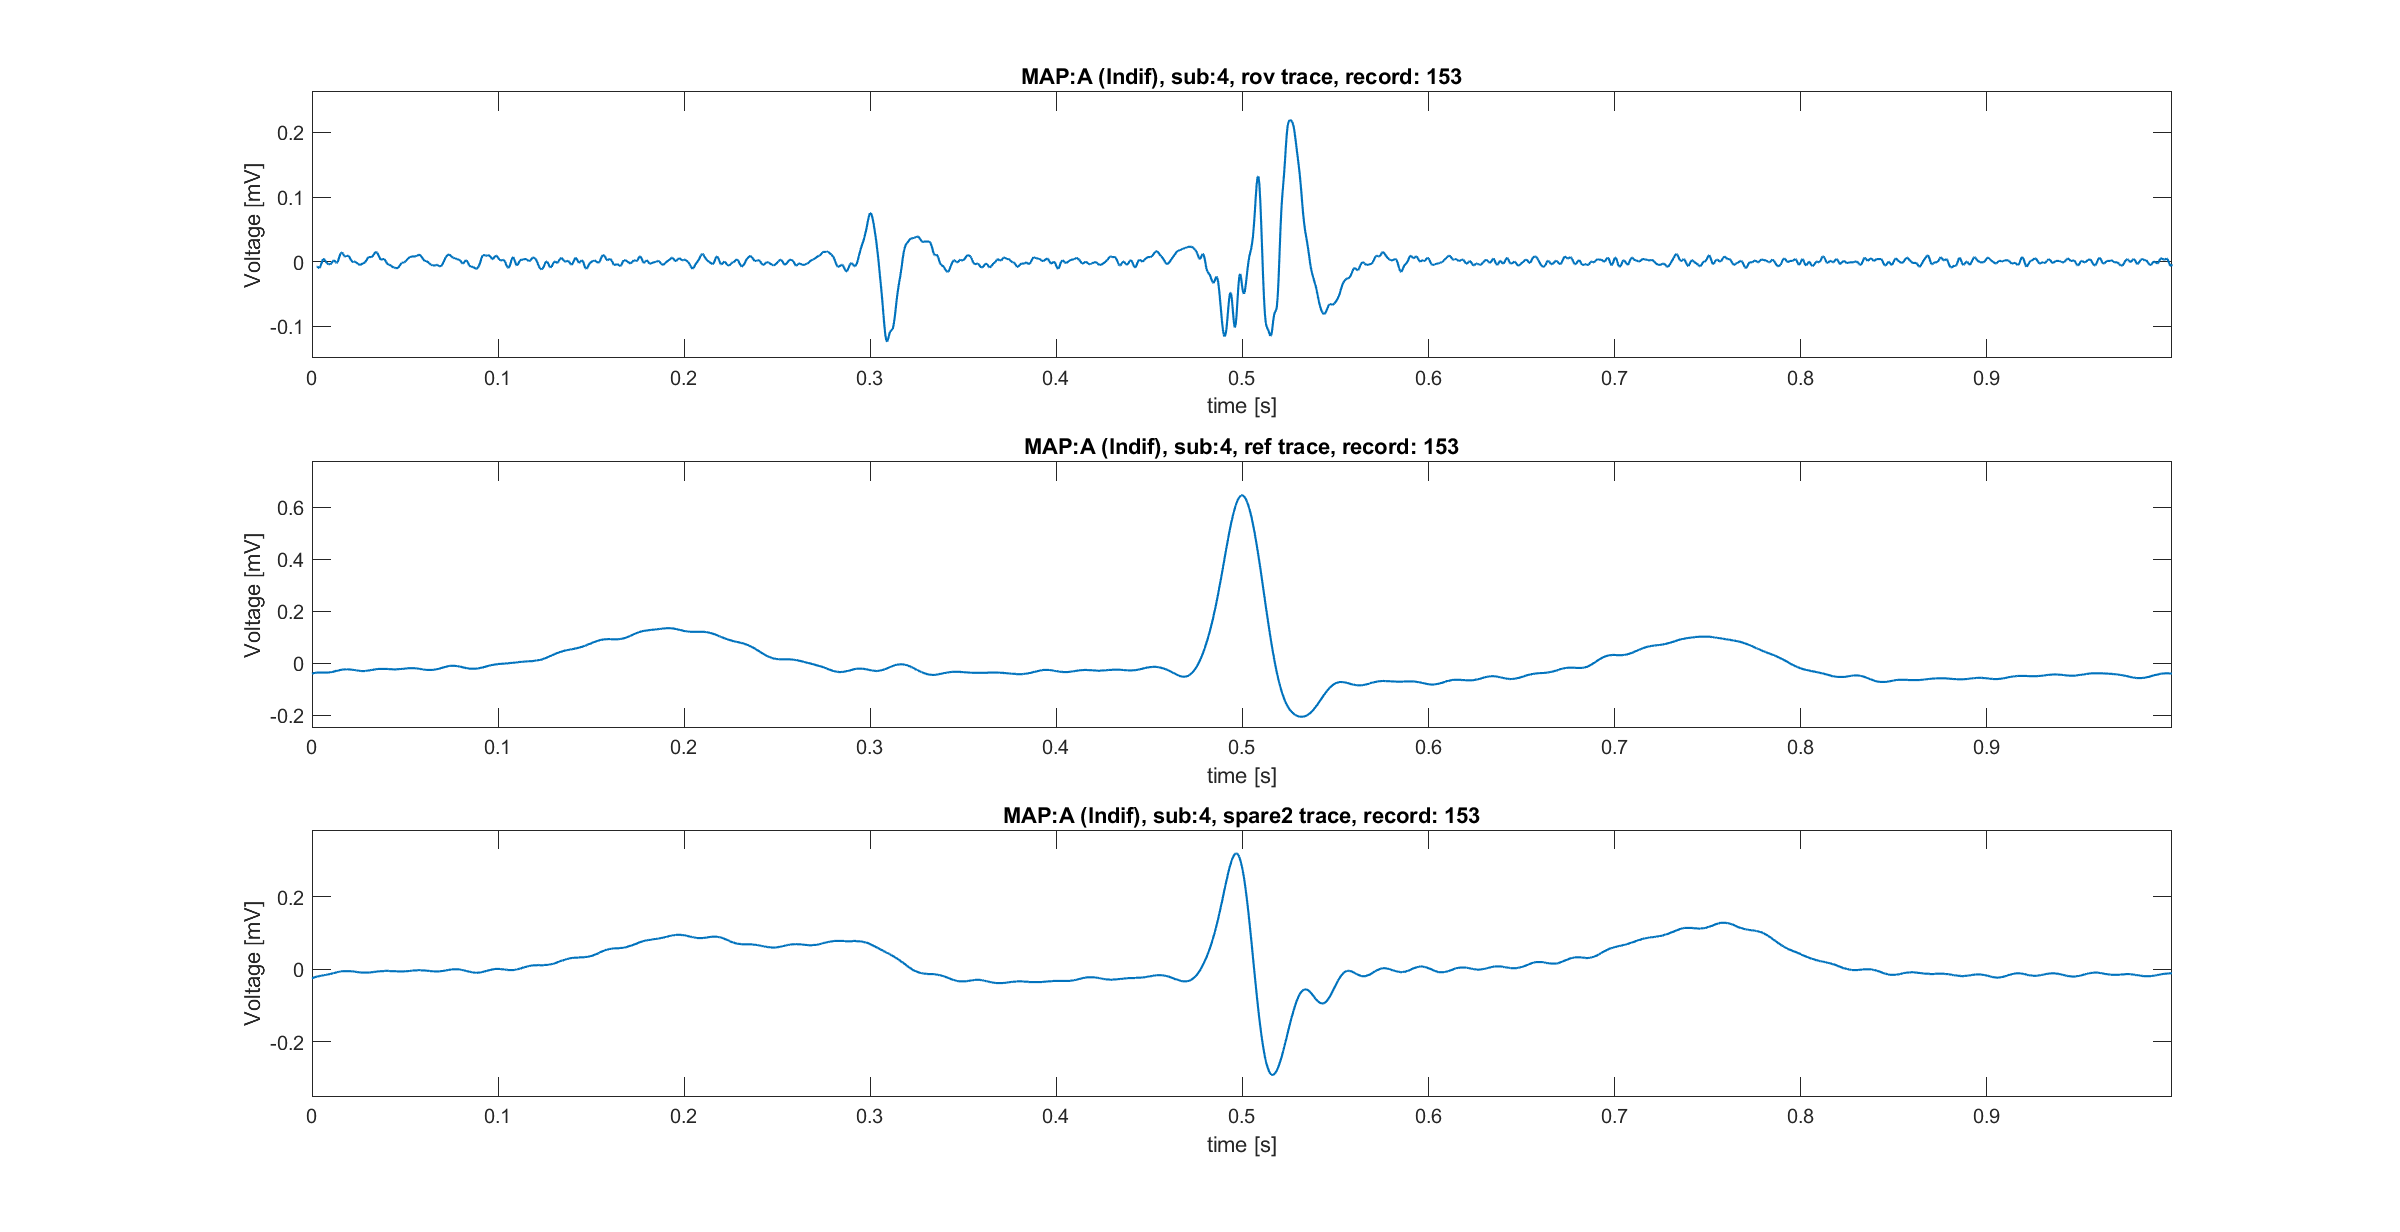 MAP:A (Indif), sub:4, rov trace, record: 153
Voltage [mV]
0.2
0.1
0
-0.1
0 0.1 0.2 0.3 0.4 0.5 0.6 0.7 0.8 0.9
time [s]
MAP:A (Indif), sub:4, ref trace, record: 153
Voltage [mV]
0.6
0.4
0.2
0
-0.2
0 0.1 0.2 0.3 0.4 0.5 0.6 0.7 0.8 0.9
time [s]
MAP:A (Indif), sub:4, spare2 trace, record: 153
Voltage [mV]
0.2
0
-0.2
0 0.1 0.2 0.3 0.4 0.5 0.6 0.7 0.8 0.9
time [s]